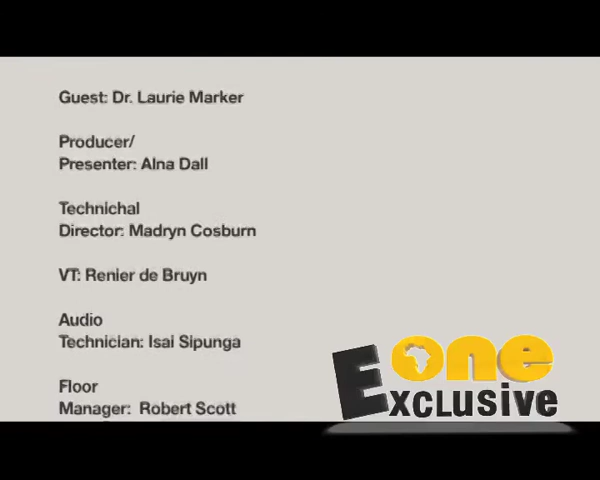 Guest: Dr. Laurie Marker
Producer/
Presenter: Alna Dall
Technichal
Director: Madryn Cosburn
VT: Renier de Bruyn
Audio
Technician: Isai Sipunga
Floor
Manager: Robert Scott
one
Exclusive